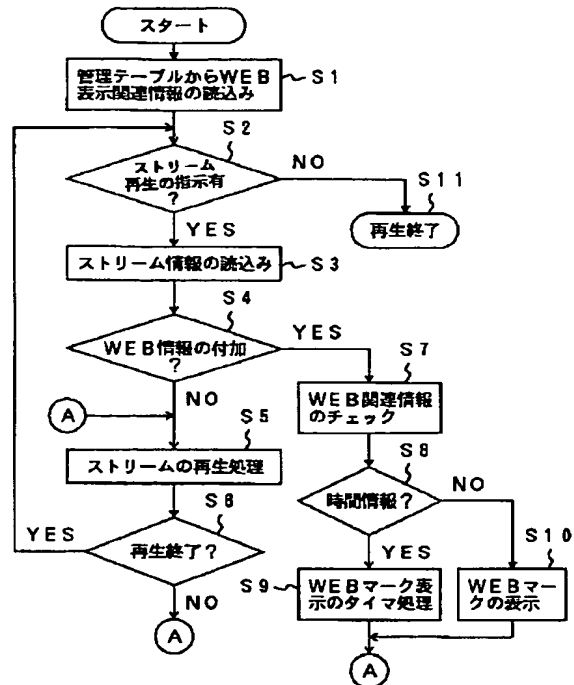 スタート
管理テーブルからWEB
表示関連情報の読込み
S1
S2
ストリーム
再生の指示有
?
NO
S11
再生終了
YES
ストリーム情報の読込み
S3
S4
WEB情報の付加
?
YES
NO
A
S5
ストリームの再生処理
S6
再生終了?
YES
NO
A
S7
WEB関連情報
のチェック
S8
時間情報?
NO
YES
S9
WEBマーク表
示のタイマ処理
S10
WEBマ
ークの表示
A